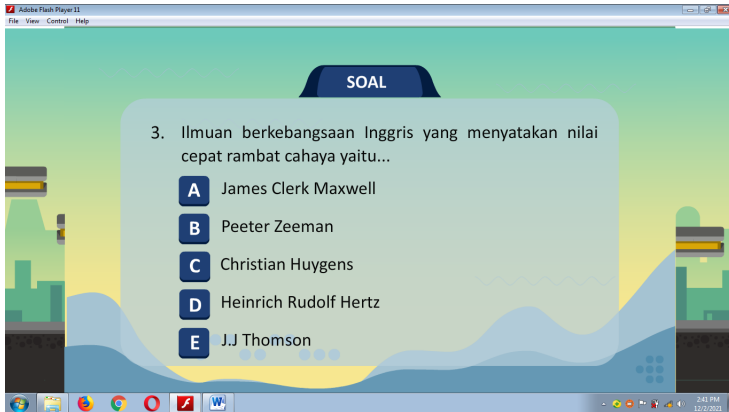 Adobe Flash Player 11
File View Control Help
SOAL
3. Ilmuan berkebangsaan Inggris yang menyatakan nilai
cepat rambat cahaya yaitu...
A James Clerk Maxwell
B Peeter Zeeman
C Christian Huygens
D Heinrich Rudolf Hertz
E J.J Thomson
2:41 PM
12/2/2021